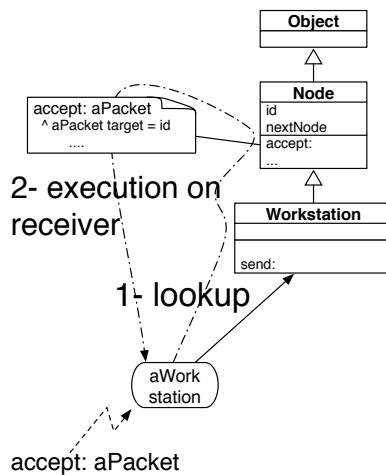 Object
Node
id
nextNode
accept:
...
accept: aPacket
^ aPacket target = id
....
2- execution on
receiver
Workstation
send:
1- lookup
aWork
station
accept: aPacket